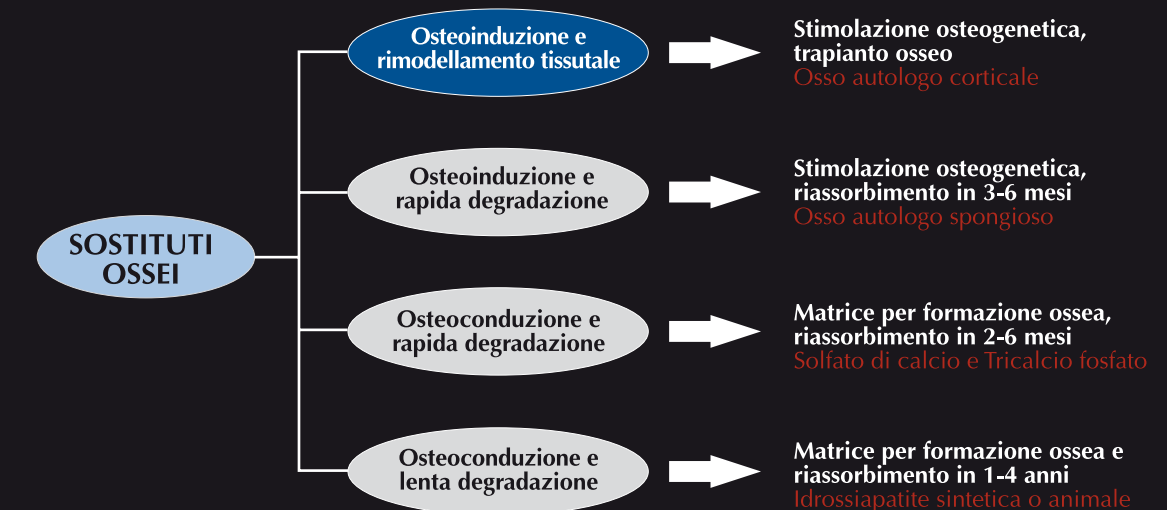 Osteoinduzione e
rimodellamento tissutale
Stimolazione osteogenetica,
trapianto osseo
Osso autologo corticale
Osteoinduzione e
rapida degradazione
Stimolazione osteogenetica,
riassorbimento in 3-6 mesi
Osso autologo spongioso
SOSTITUTI
OSSEI
Osteoconduzione e
rapida degradazione
Matrice per formazione ossea,
riassorbimento in 2-6 mesi
Solfato di calcio e Tricalcio fosfato
Osteoconduzione e
lenta degradazione
Matrice per formazione ossea e
riassorbimento in 1-4 anni
Idrossiapatite sintetica o animale